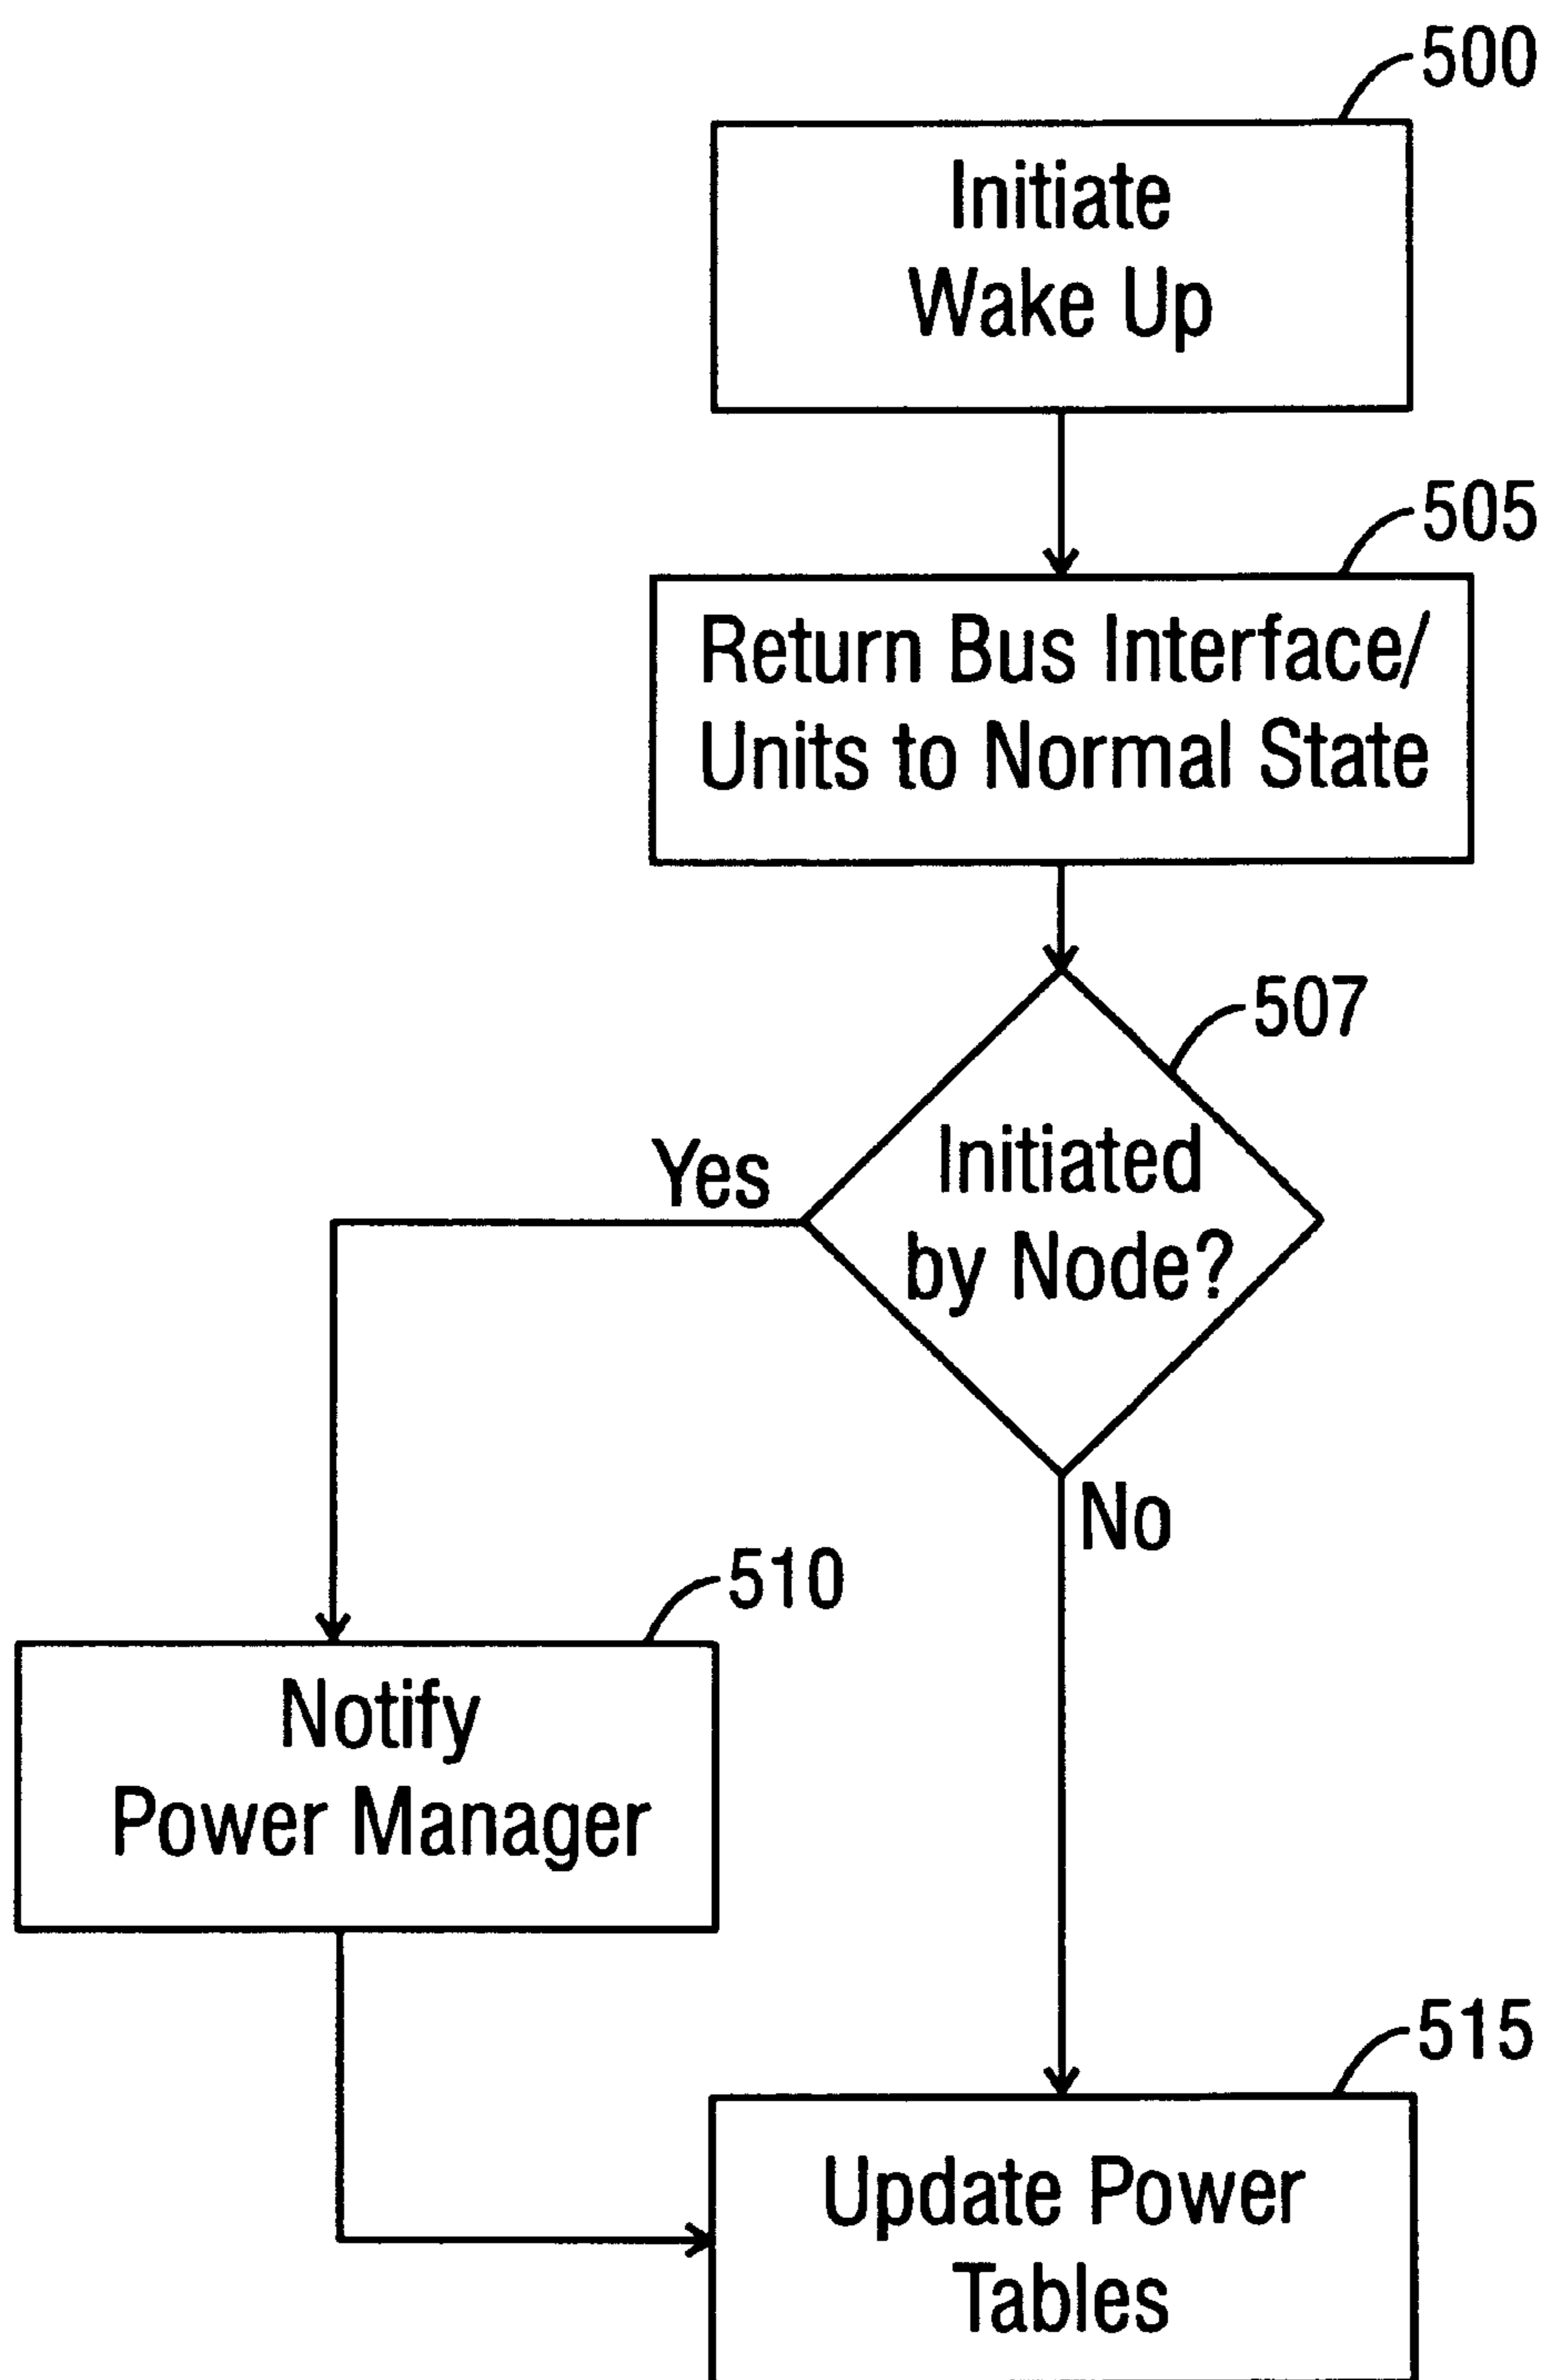 500
Initiate
Wake Up
505
Return Bus Interface/
Units to Normal State
507
Initiated
by Node?
Yes
No
510
Notify
Power Manager
515
Update Power
Tables